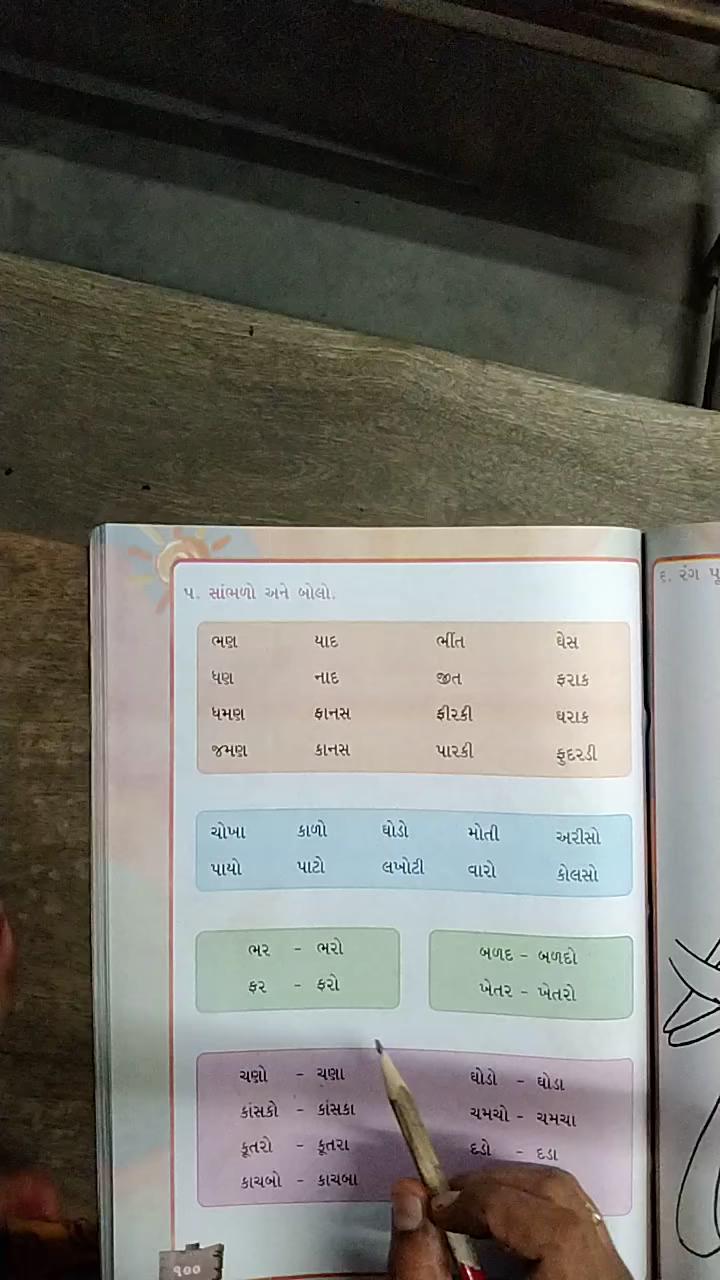 ૫. સાંભળો અને બોલો.
ભણ યાદ ભીંત ઘેસ
ધણ નાદ જીત ફરાક
ધમણ ફાનસ ફીરકી ઘરાક
જમણ કાનસ પારકી ફુદરડી
ચોખા કાળો ઘોડો મોતી અરીસો
પાયો પાટો લખોટી વારો કોલસો
ભર - ભરો
ફર - ફરો
બળદ - બળદો
ખેતર - ખેતરો
ચણો - ચણા ઘોડો - ઘોડા
કાંસકો - કાંસકા ચમચો - ચમચા
કૂતરો - કૂતરા દડો - દડા
કાચબો - કાચબા
૧૦૦
૬. રંગ